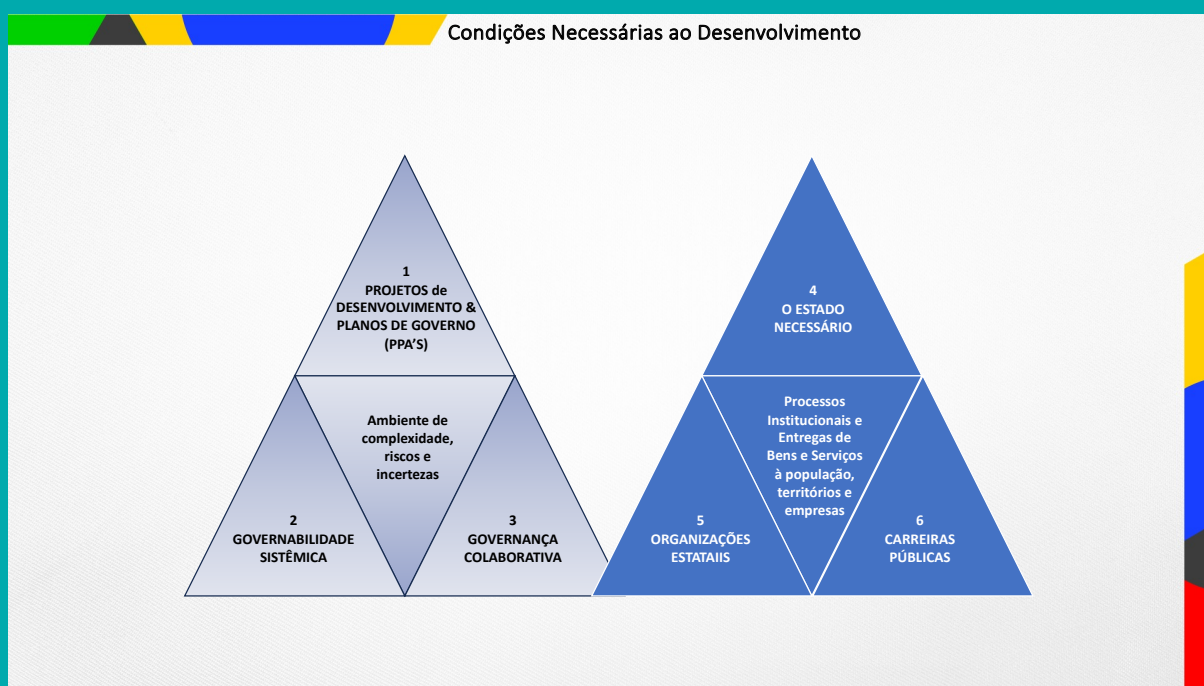 Condições Necessárias ao Desenvolvimento
1
PROJETOS de
DESENVOLVIMENTO &
PLANOS DE GOVERNO
(PPA'S)
Ambiente de
complexidade,
riscos e
incertezas
2
GOVERNABILIDADE
SISTÊMICA
3
GOVERNANÇA
COLABORATIVA
4
O ESTADO
NECESSÁRIO
Processos
Institucionais e
Entregas de
Bens e Serviços
à população,
territórios e
empresas
5
ORGANIZAÇÕES
ESTATAIIS
6
CARREIRAS
PÚBLICAS